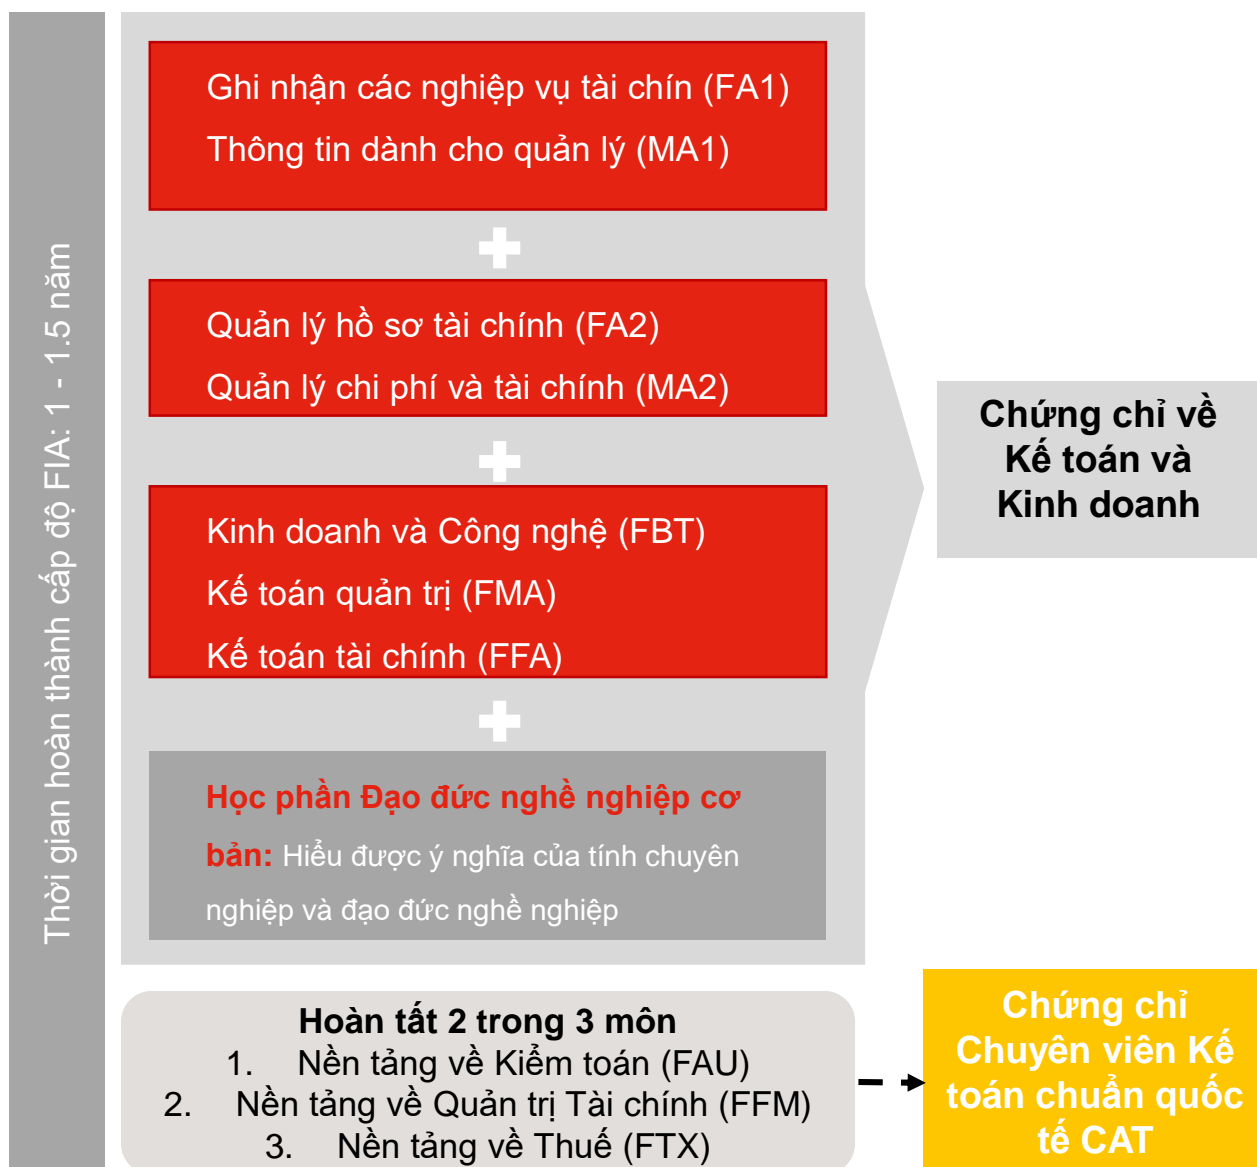 Thời gian hoàn thành cấp độ FIA: 1 - 1.5 năm
Ghi nhận các nghiệp vụ tài chín (FA1)
Thông tin dành cho quản lý (MA1)
Quản lý hồ sơ tài chính (FA2)
Quản lý chi phí và tài chính (MA2)
Kinh doanh và Công nghệ (FBT)
Kế toán quản trị (FMA)
Kế toán tài chính (FFA)
Học phần Đạo đức nghề nghiệp cơ
bản: Hiểu được ý nghĩa của tính chuyên
nghiệp và đạo đức nghề nghiệp
Chứng chỉ về
Kế toán và
Kinh doanh
Hoàn tất 2 trong 3 môn
1. Nền tảng về Kiểm toán (FAU)
2. Nền tảng về Quản trị Tài chính (FFM)
3. Nền tảng về Thuế (FTX)
Chứng chỉ
Chuyên viên Kế
toán chuẩn quốc
tế CAT